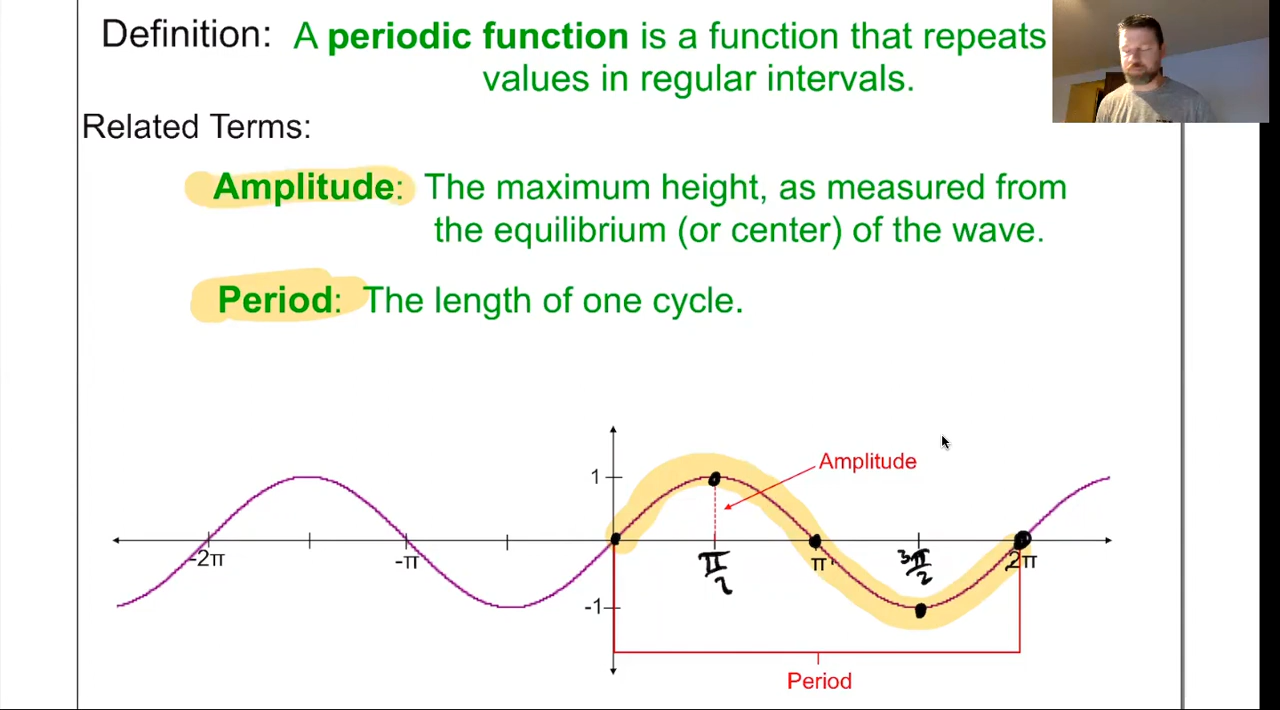 Definition: A periodic function is a function that repeats
values in regular intervals.
Related Terms:
Amplitude: The maximum height, as measured from
the equilibrium (or center) of the wave.
Period: The length of one cycle.
Amplitude
1
-2π -π π/2 π 3π/2 2π
-1
Period